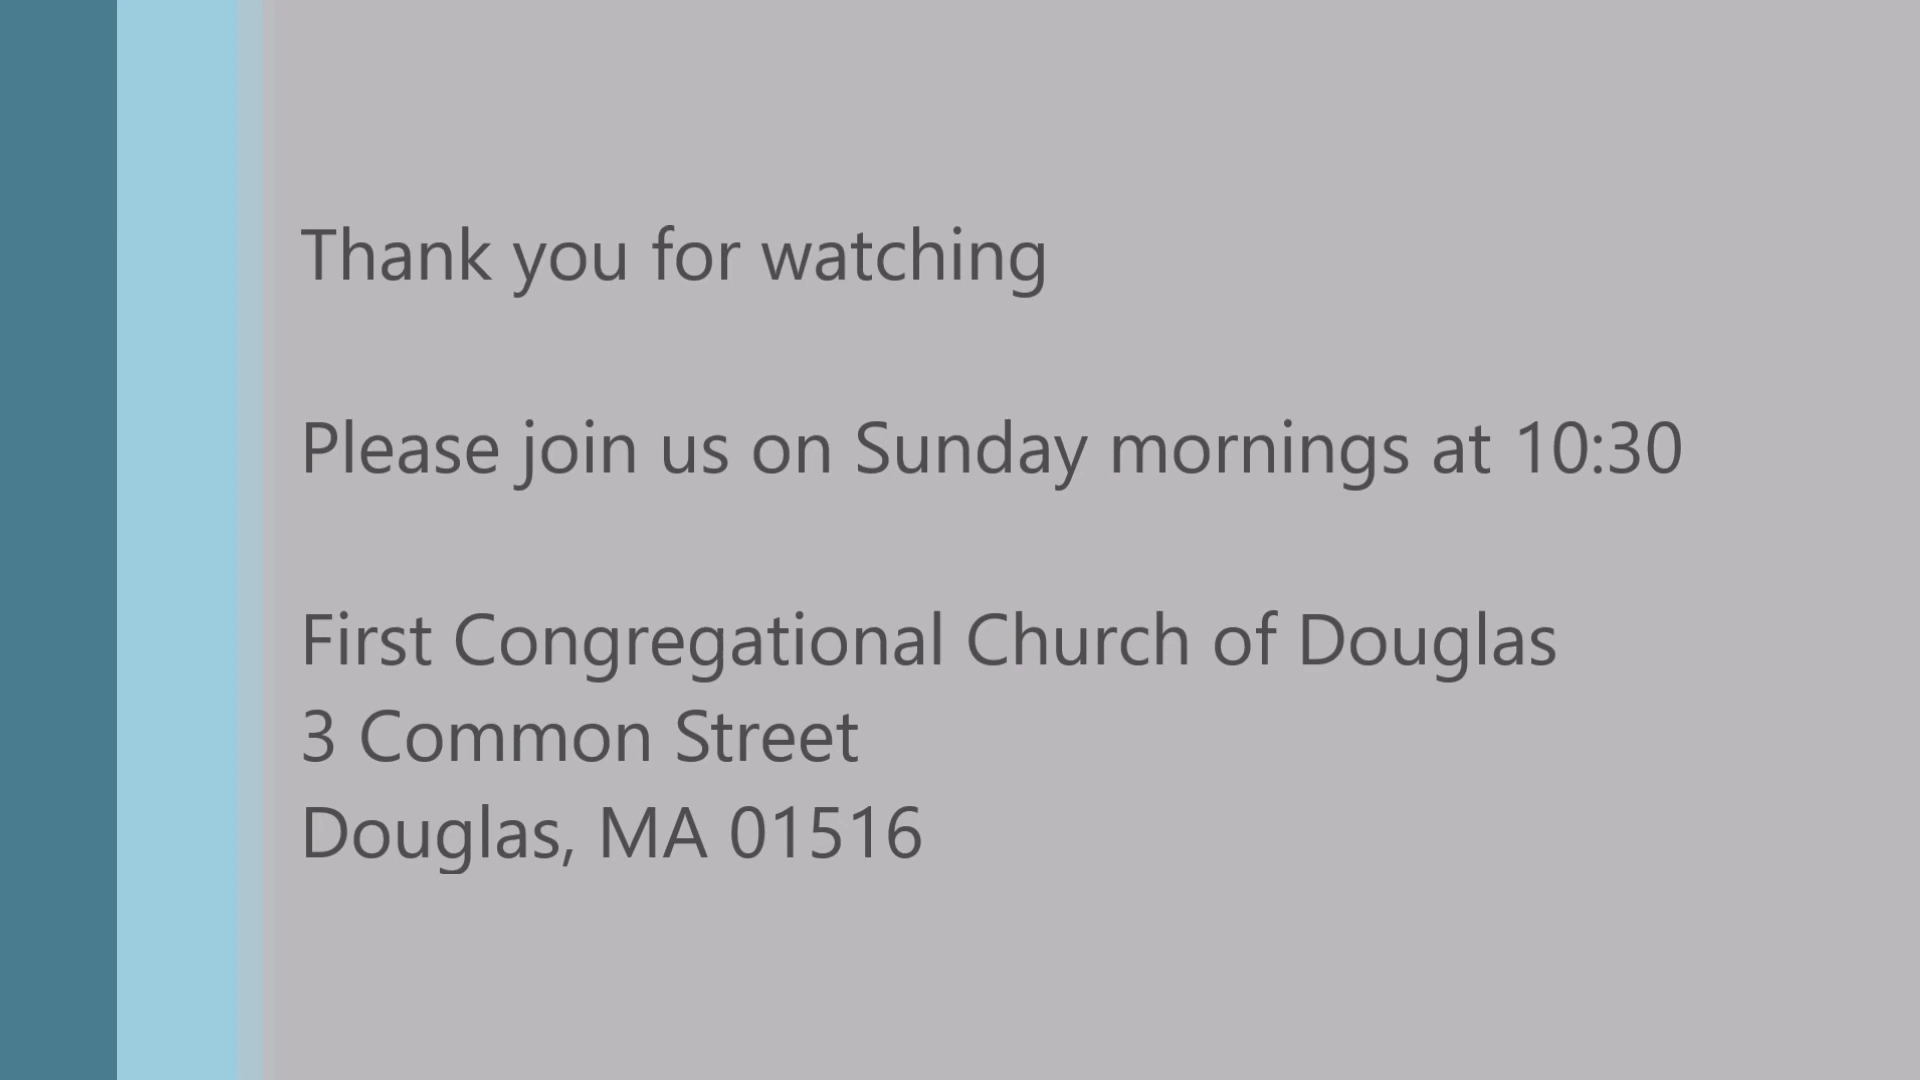 Thank you for watching
Please join us on Sunday mornings at 10:30
First Congregational Church of Douglas
3 Common Street
Douglas, MA 01516